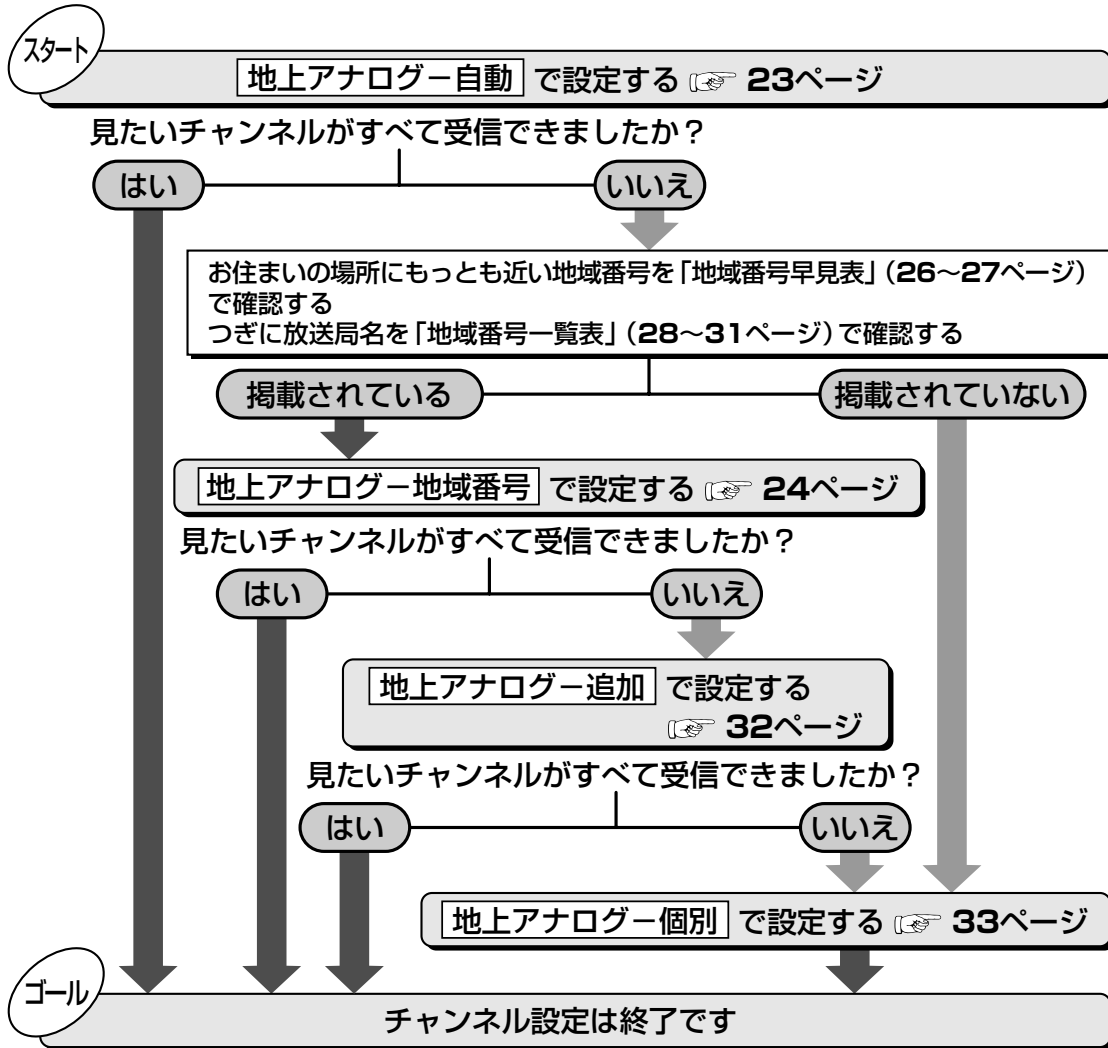 スタート
地上アナログー自動 で設定する ☞ 23ページ
見たいチャンネルがすべて受信できましたか？
はい
いいえ
お住まいの場所にもっとも近い地域番号を「地域番号早見表」（26〜27ページ）
で確認する
つぎに放送局名を「地域番号一覧表」（28〜31ページ）で確認する
掲載されている
掲載されていない
地上アナログー地域番号 で設定する ☞ 24ページ
見たいチャンネルがすべて受信できましたか？
はい
いいえ
地上アナログー追加 で設定する
☞ 32ページ
見たいチャンネルがすべて受信できましたか？
はい
いいえ
地上アナログー個別 で設定する ☞ 33ページ
ゴール
チャンネル設定は終了です